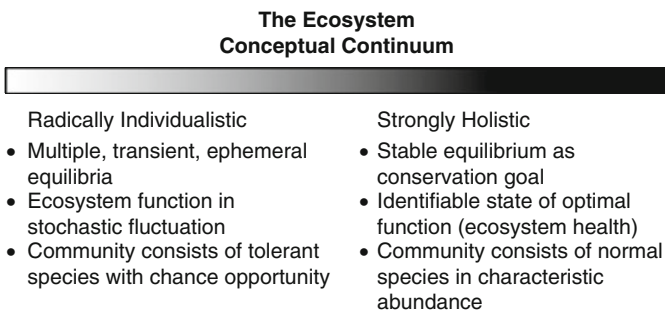 The Ecosystem
Conceptual Continuum
Radically Individualistic
• Multiple, transient, ephemeral
equilibria
• Ecosystem function in
stochastic fluctuation
• Community consists of tolerant
species with chance opportunity
Strongly Holistic
• Stable equilibrium as
conservation goal
• Identifiable state of optimal
function (ecosystem health)
• Community consists of normal
species in characteristic
abundance